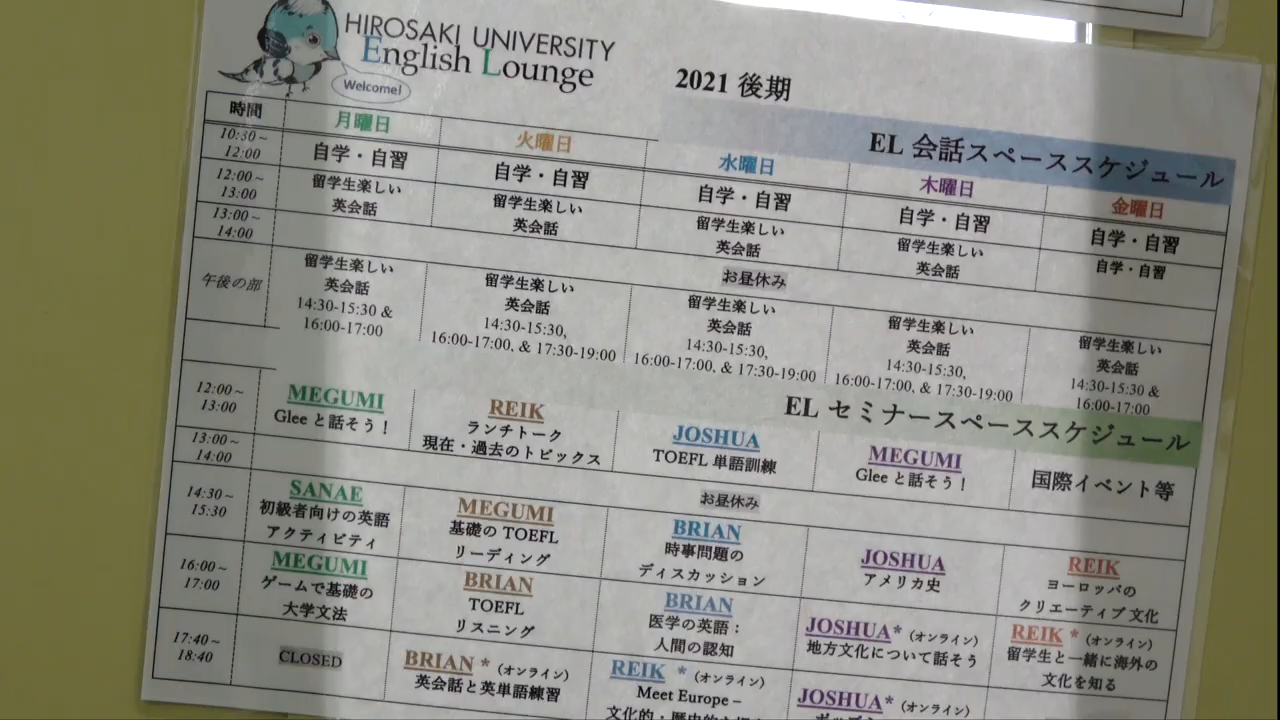 HIROSAKI UNIVERSITY
English Lounge
Welcome!
2021 後期
EL 会話スペーススケジュール
時間
月曜日
火曜日
水曜日
木曜日
金曜日
10:30～
12:00
自学・自習
自学・自習
自学・自習
自学・自習
自学・自習
12:00～
13:00
留学生楽しい
英会話
留学生楽しい
英会話
留学生楽しい
英会話
留学生楽しい
英会話
自学・自習
13:00～
14:00
お昼休み
午後の部
留学生楽しい
英会話
14:30-15:30 &
16:00-17:00
留学生楽しい
英会話
14:30-15:30,
16:00-17:00, & 17:30-19:00
留学生楽しい
英会話
14:30-15:30,
16:00-17:00, & 17:30-19:00
留学生楽しい
英会話
14:30-15:30,
16:00-17:00, & 17:30-19:00
留学生楽しい
英会話
14:30-15:30 &
16:00-17:00
EL セミナースペーススケジュール
12:00～
13:00
MEGUMI
Glee と話そう！
REIK
ランチトーク
現在・過去のトピックス
JOSHUA
TOEFL 単語訓練
MEGUMI
Glee と話そう！
国際イベント等
13:00～
14:00
お昼休み
14:30～
15:30
SANAE
初級者向けの英語
アクティビティ
MEGUMI
基礎の TOEFL
リーディング
BRIAN
時事問題の
ディスカッション
JOSHUA
アメリカ史
REIK
ヨーロッパの
クリエーティブ 文化
16:00～
17:00
MEGUMI
ゲームで基礎の
大学文法
BRIAN
TOEFL
リスニング
BRIAN
医学の英語：
人間の認知
JOSHUA* （オンライン）
地方文化について話そう
REIK * （オンライン）
留学生と一緒に海外の
文化を知る
17:40～
18:40
CLOSED
BRIAN * （オンライン）
英会話と英単語練習
REIK * （オンライン）
Meet Europe –
JOSHUA* （オンライン）